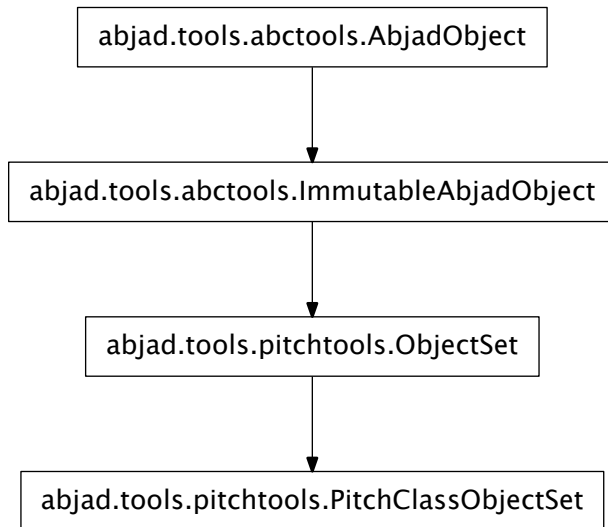 abjad.tools.abctools.AbjadObject
abjad.tools.abctools.ImmutableAbjadObject
abjad.tools.pitchtools.ObjectSet
abjad.tools.pitchtools.PitchClassObjectSet